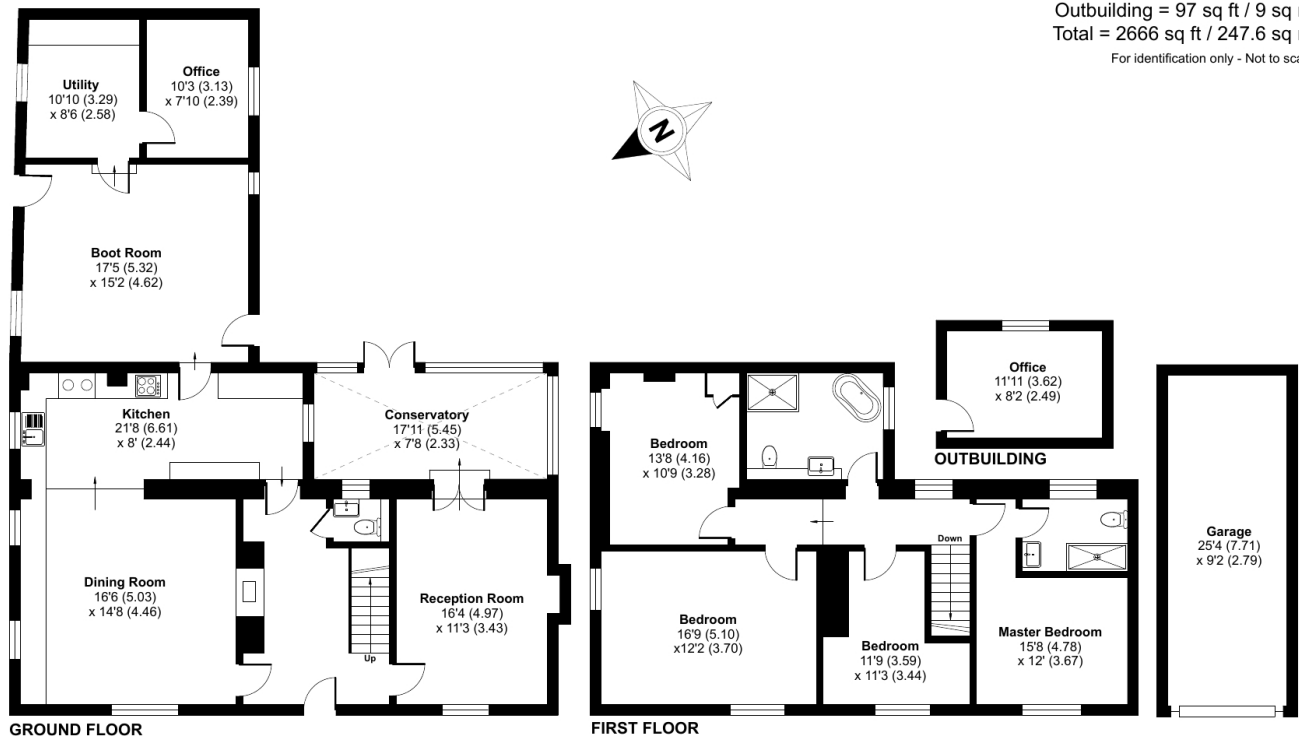 Outbuilding = 97 sq ft / 9 sq
Total = 2666 sq ft / 247.6 sq
For identification only - Not to
Utility
10'10 (3.29)
x 8'6 (2.58)
Office
10'3 (3.13)
x 7'10 (2.39)
N
Boot Room
17'5 (5.32)
x 15'2 (4.62)
Kitchen
21'8 (6.61)
x 8' (2.44)
Conservatory
17'11 (5.45)
x 7'8 (2.33)
Dining Room
16'6 (5.03)
x 14'8 (4.46)
Up
Reception Room
16'4 (4.97)
x 11'3 (3.43)
GROUND FLOOR
Bedroom
13'8 (4.16)
x 10'9 (3.28)
Down
Bedroom
16'9 (5.10)
x12'2 (3.70)
Bedroom
11'9 (3.59)
x 11'3 (3.44)
Master Bedroom
15'8 (4.78)
x 12' (3.67)
FIRST FLOOR
Office
11'11 (3.62)
x 8'2 (2.49)
OUTBUILDING
Garage
25'4 (7.71)
x 9'2 (2.79)